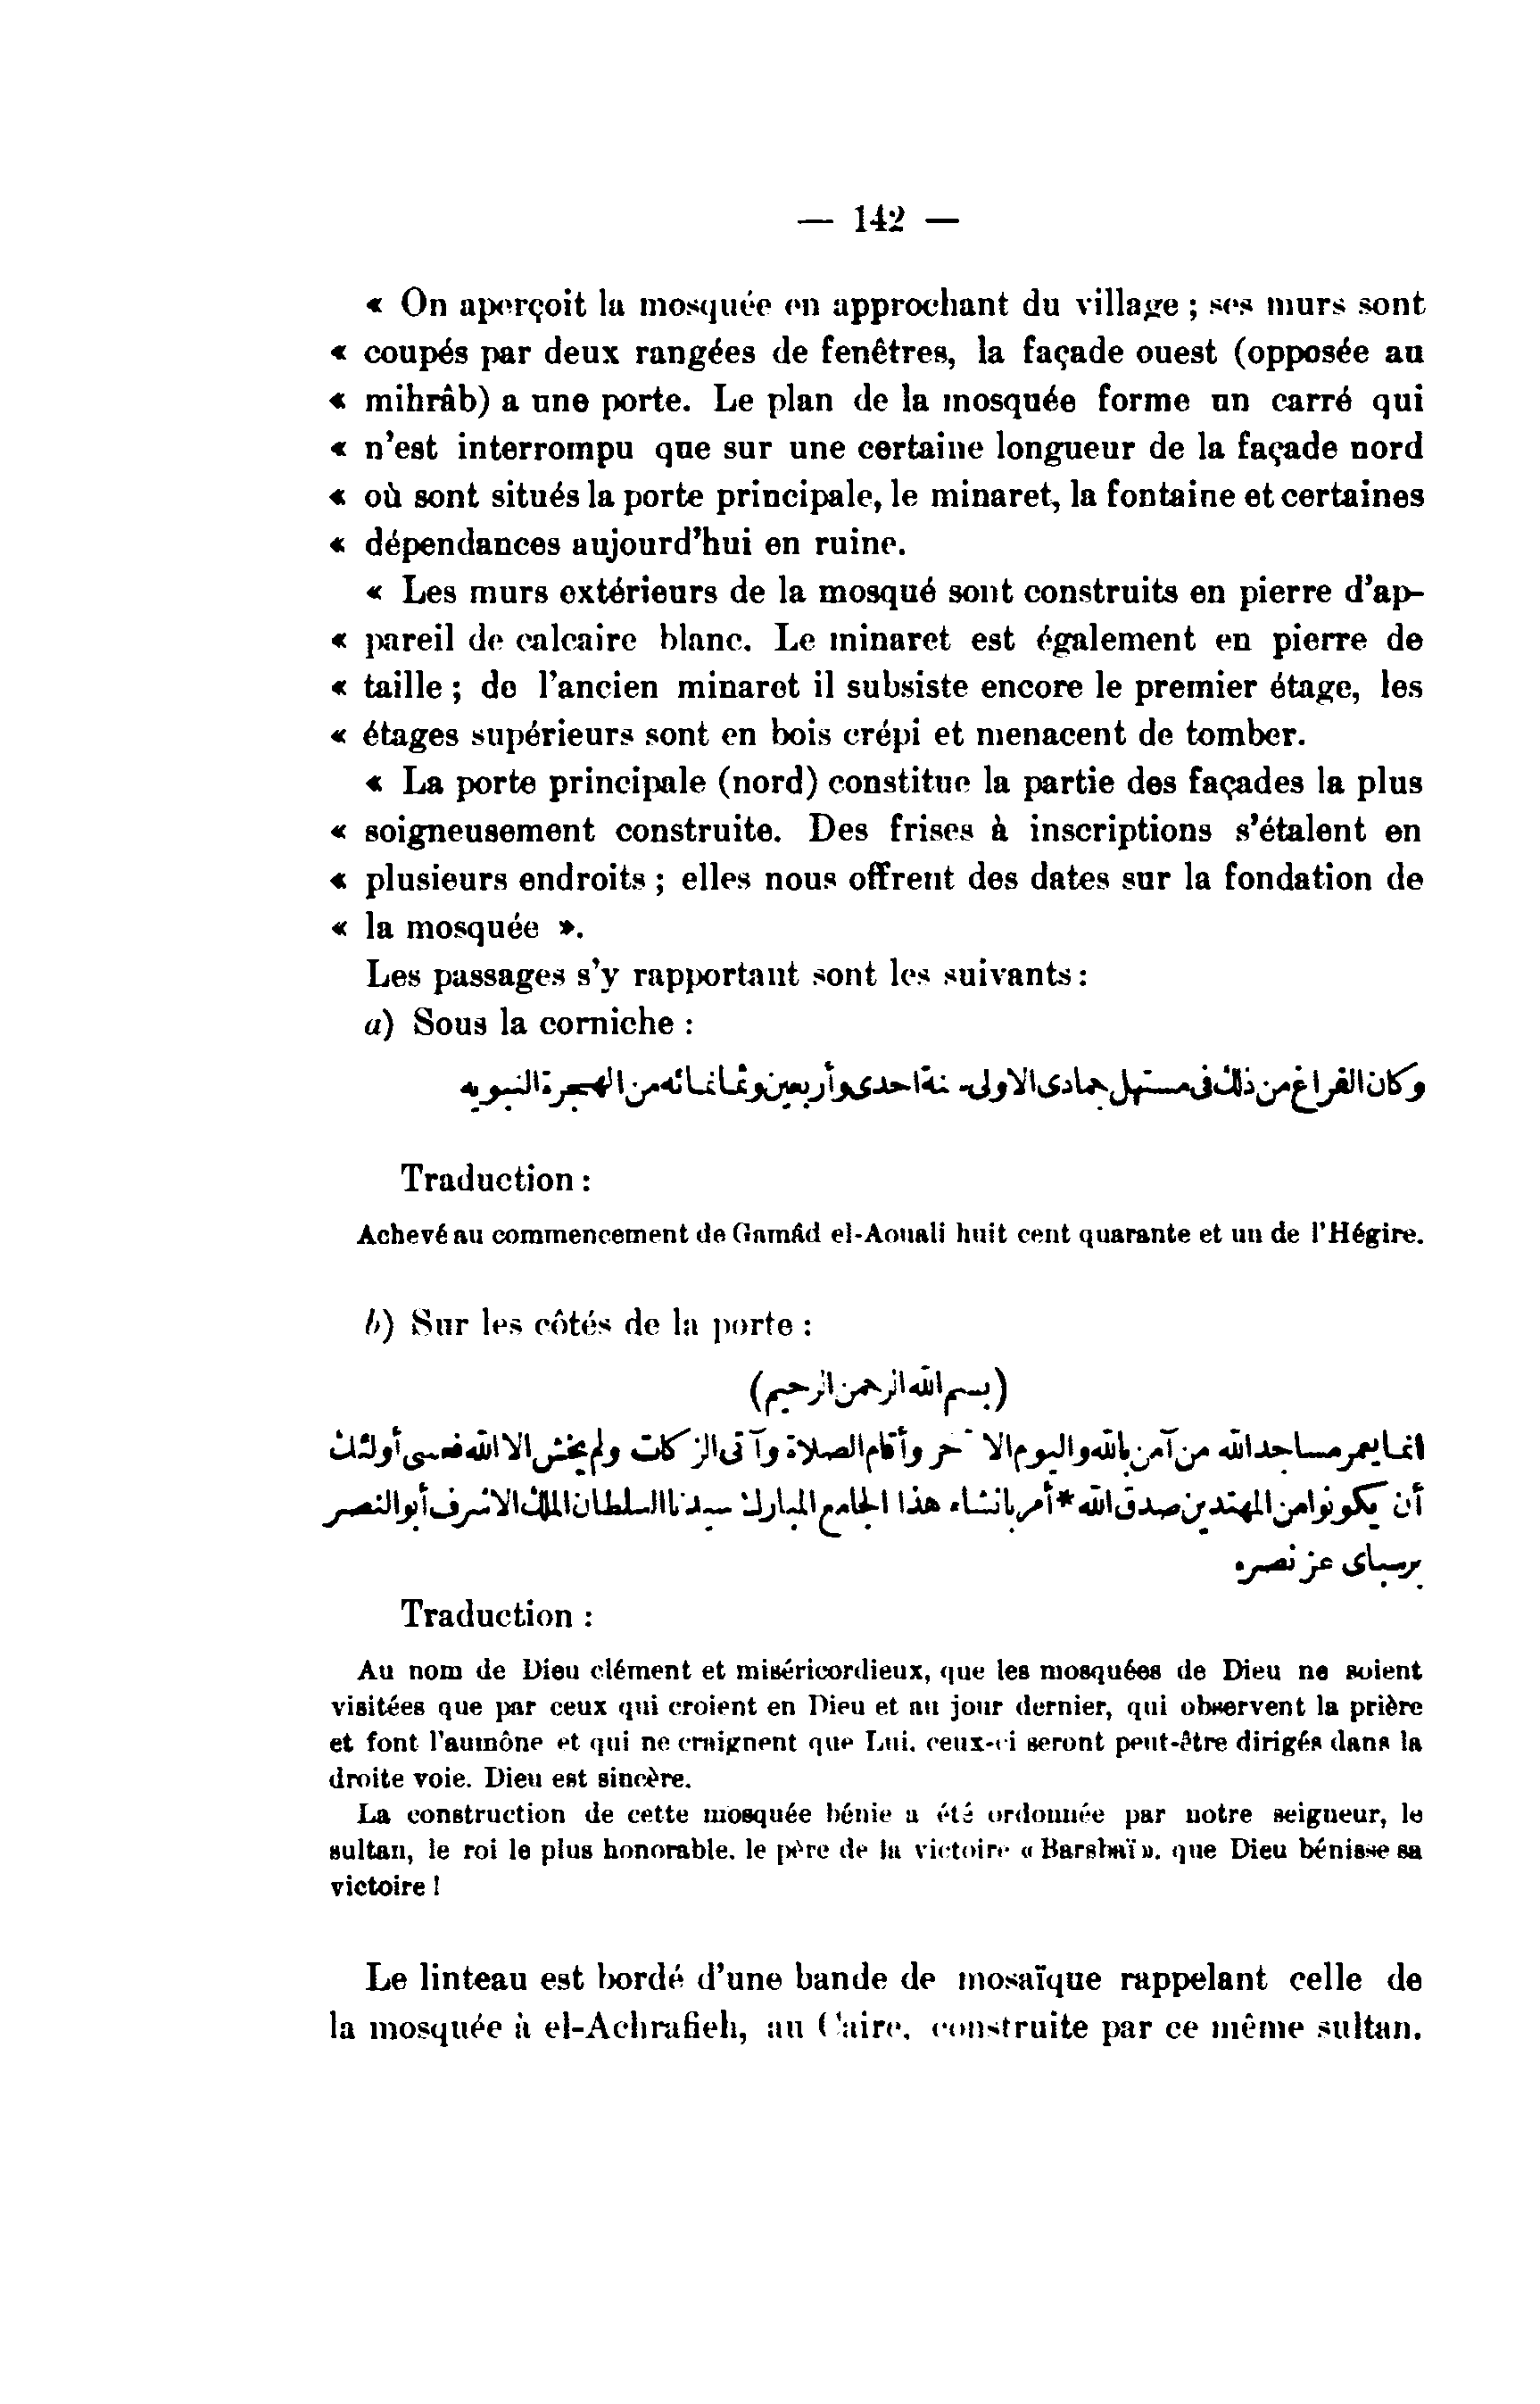 — 142 —
« On aperçoit la mosquée en approchant du village ; ses murs sont
« coupés par deux rangées de fenêtres, la façade ouest (opposée au
« mihrâb) a une porte. Le plan de la mosquée forme un carré qui
« n'est interrompu que sur une certaine longueur de la façade nord
« où sont situés la porte principale, le minaret, la fontaine et certaines
« dépendances aujourd'hui en ruine.
« Les murs extérieurs de la mosqué sont construits en pierre d'ap-
« pareil de calcaire blanc. Le minaret est également en pierre de
« taille ; de l'ancien minaret il subsiste encore le premier étage, les
« étages supérieurs sont en bois crépi et menacent de tomber.
« La porte principale (nord) constitue la partie des façades la plus
« soigneusement construite. Des frises à inscriptions s'étalent en
« plusieurs endroits ; elles nous offrent des dates sur la fondation de
« la mosquée ».
Les passages s'y rapportant sont les suivants :
a) Sous la corniche :
وكان الفراغ من ذلك فى مستهل جمادى الاولى سنة احدى وأربعين وثمانمائه من الهجرة النبويه
Traduction :
Achevé au commencement de Gamâd el-Aouali huit cent quarante et un de l'Hégire.
b) Sur les côtés de la porte :
(بسم الله الرحمن الرحيم)
انما يعمر مساجد الله من آمن بالله واليوم الآخر وأقام الصلاة وآتى الزكاة ولم يخش الا الله فعسى أولئك
أن يكونوا من المهتدين صدق الله * أمر بانشاء هذا الجامع المبارك سيدنا السلطان الملك الاشرف أبو النصر
برسباى عز نصره
Traduction :
Au nom de Dieu clément et miséricordieux, que les mosquées de Dieu ne soient
visitées que par ceux qui croient en Dieu et au jour dernier, qui observent la prière
et font l'aumône et qui ne craignent que Lui, ceux-ci seront peut-être dirigés dans la
droite voie. Dieu est sincère.
La construction de cette mosquée bénie a été ordonnée par notre seigneur, le
sultan, le roi le plus honorable, le père de la victoire « Barsbaï ». que Dieu bénisse sa
victoire !
Le linteau est bordé d'une bande de mosaïque rappelant celle de
la mosquée à el-Achrafieh, au Caire, construite par ce même sultan.